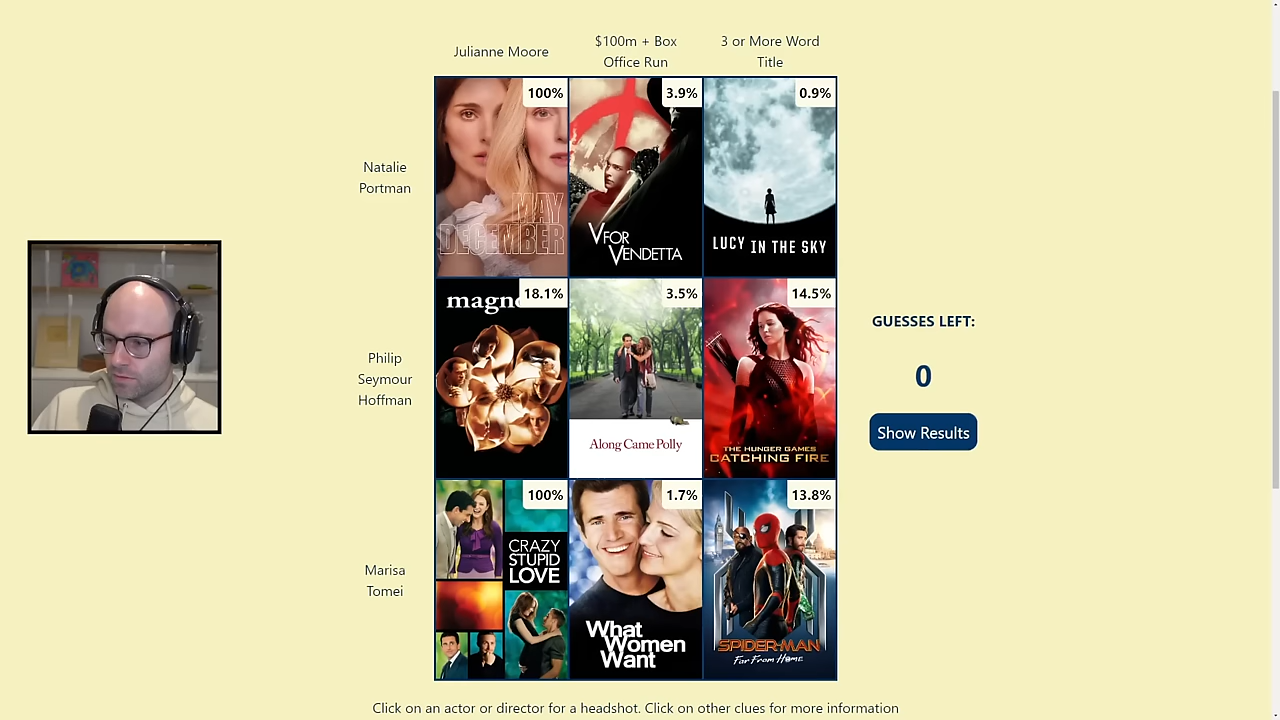 Julianne Moore
$100m + Box
Office Run
3 or More Word
Title
Natalie
Portman
100%
MAY
DECEMBER
3.9%
V FOR
VENDETTA
0.9%
LUCY IN THE SKY
Philip
Seymour
Hoffman
18.1%
magn
3.5%
Along Came Polly
14.5%
THE HUNGER GAMES
CATCHING FIRE
Marisa
Tomei
100%
CRAZY
STUPID
LOVE
1.7%
What
Women
Want
13.8%
SPIDER-MAN
Far From Home
GUESSES LEFT:
0
Show Results
Click on an actor or director for a headshot. Click on other clues for more information